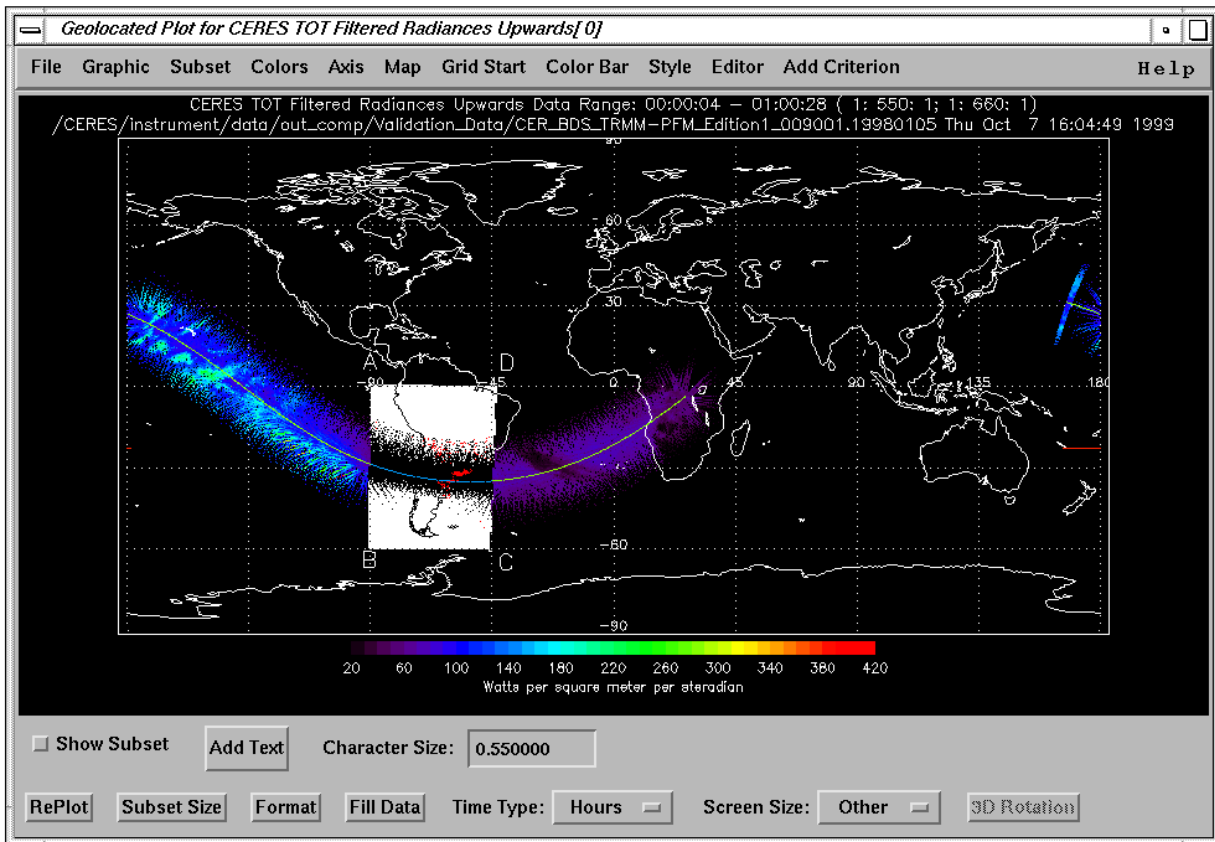 Geolocated Plot for CERES TOT Filtered Radiances Upwards[ 0]
File Graphic Subset Colors Axis Map Grid Start Color Bar Style Editor Add Criterion Help
CERES TOT Filtered Radiances Upwards Data Range: 00:00:04 – 01:00:28 ( 1: 550: 1; 1: 660: 1)
/CERES/instrument/data/out_comp/Validation_Data/CER_BDS_TRMM-PFM_Edition1_009001.19980105 Thu Oct 7 16:04:49 1999
90
60
30
A D
-90 -45 0 45 90 135 180
-60
B C
-90
20 60 100 140 180 220 260 300 340 380 420
Watts per square meter per steradian
Show Subset Add Text Character Size: 0.550000
RePlot Subset Size Format Fill Data Time Type: Hours Screen Size: Other 3D Rotation